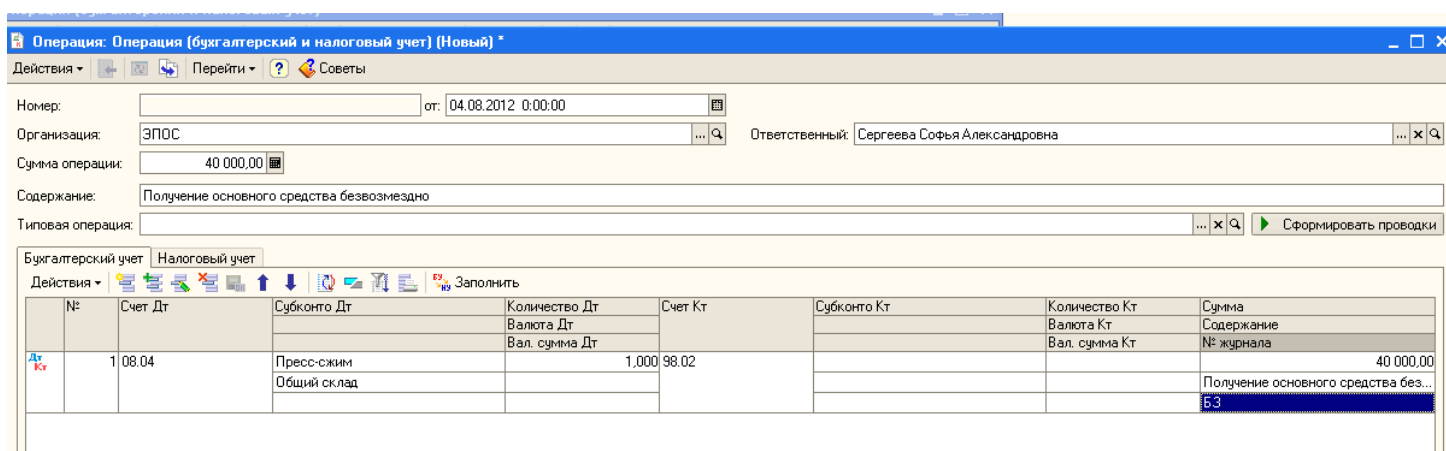 Операция: Операция (бухгалтерский и налоговый учет) (Новый) *
Действия Перейти ? Советы
Номер: от: 04.08.2012 0:00:00
Организация: ЭПОС ... Ответственный: Сергеева Софья Александровна ... x
Сумма операции: 40 000,00
Содержание: Получение основного средства безвозмездно
Типовая операция: ... x Сформировать проводки
Бухгалтерский учет Налоговый учет
Действия БУ НУ Заполнить
№ Счет Дт Субконто Дт Количество Дт Счет Кт Субконто Кт Количество Кт Сумма
Валюта Дт Валюта Кт Содержание
Вал. сумма Дт Вал. сумма Кт № журнала
Дт Кт 1 08.04 Пресс-сжим 1,000 98.02 40 000,00
Общий склад Получение основного средства без...
БЗ